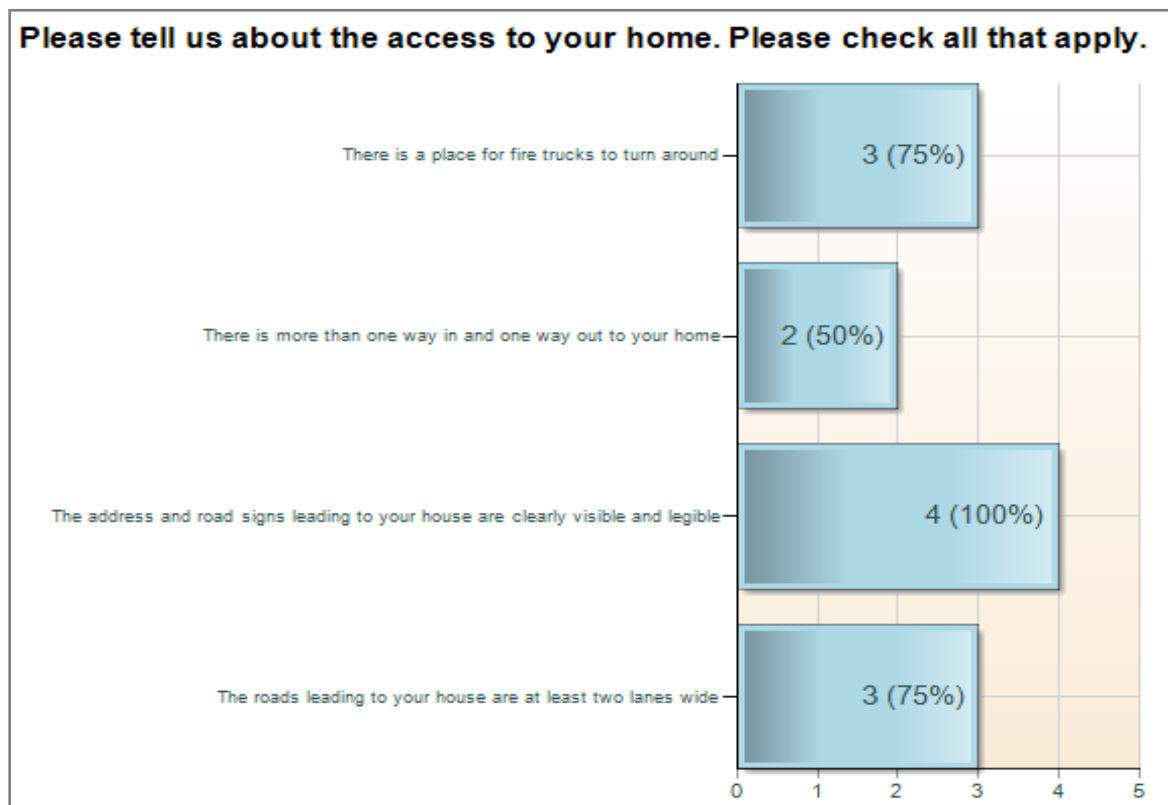 Please tell us about the access to your home. Please check all that apply.
There is a place for fire trucks to turn around
3 (75%)
There is more than one way in and one way out to your home
2 (50%)
The address and road signs leading to your house are clearly visible and legible
4 (100%)
The roads leading to your house are at least two lanes wide
3 (75%)
0 1 2 3 4 5